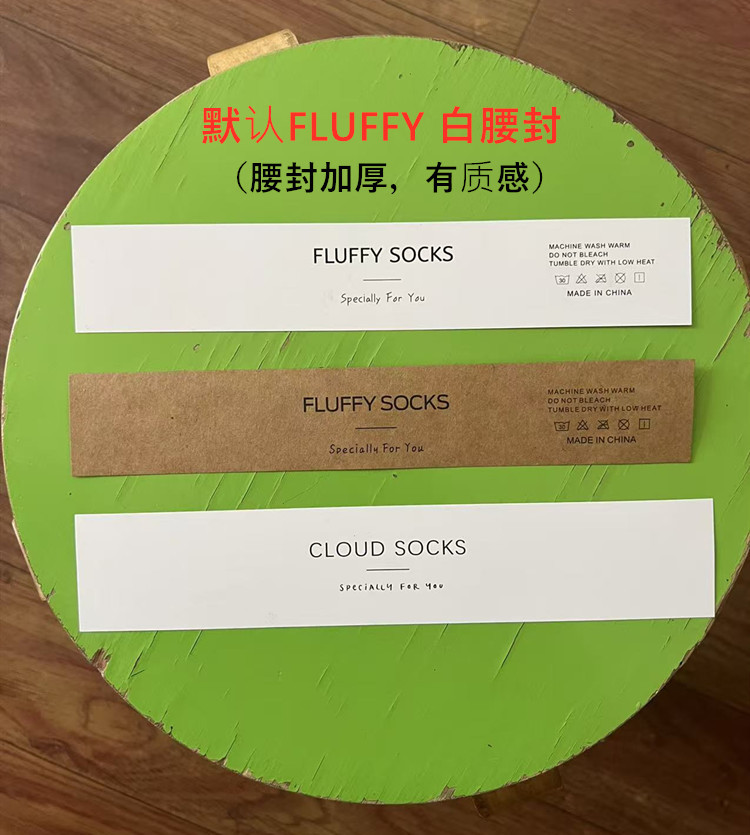 默认FLUFFY 白腰封
（腰封加厚，有质感）
FLUFFY SOCKS
Specially For You
MACHINE WASH WARM
DO NOT BLEACH
TUMBLE DRY WITH LOW HEAT
30
MADE IN CHINA
FLUFFY SOCKS
Specially For You
MACHINE WASH WARM
DO NOT BLEACH
TUMBLE DRY WITH LOW HEAT
30
MADE IN CHINA
CLOUD SOCKS
SPECIALLY FOR YOU